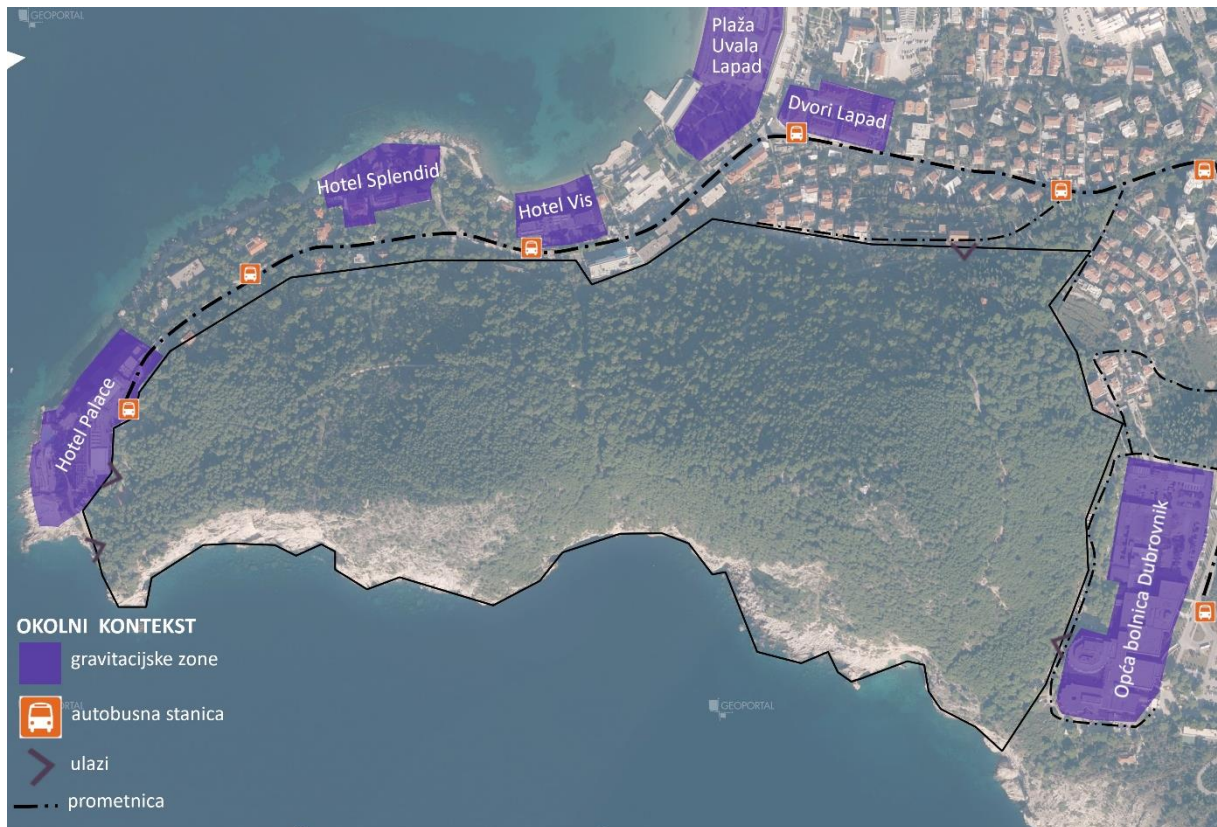 GEOPORTAL
Plaža
Uvala
Lapad
Dvori Lapad
Hotel Splendid
Hotel Vis
Hotel Palace
Opća bolnica Dubrovnik
OKOLNI KONTEKST
gravitacijske zone
autobusna stanica
ulazi
prometnica
GEOPORTAL